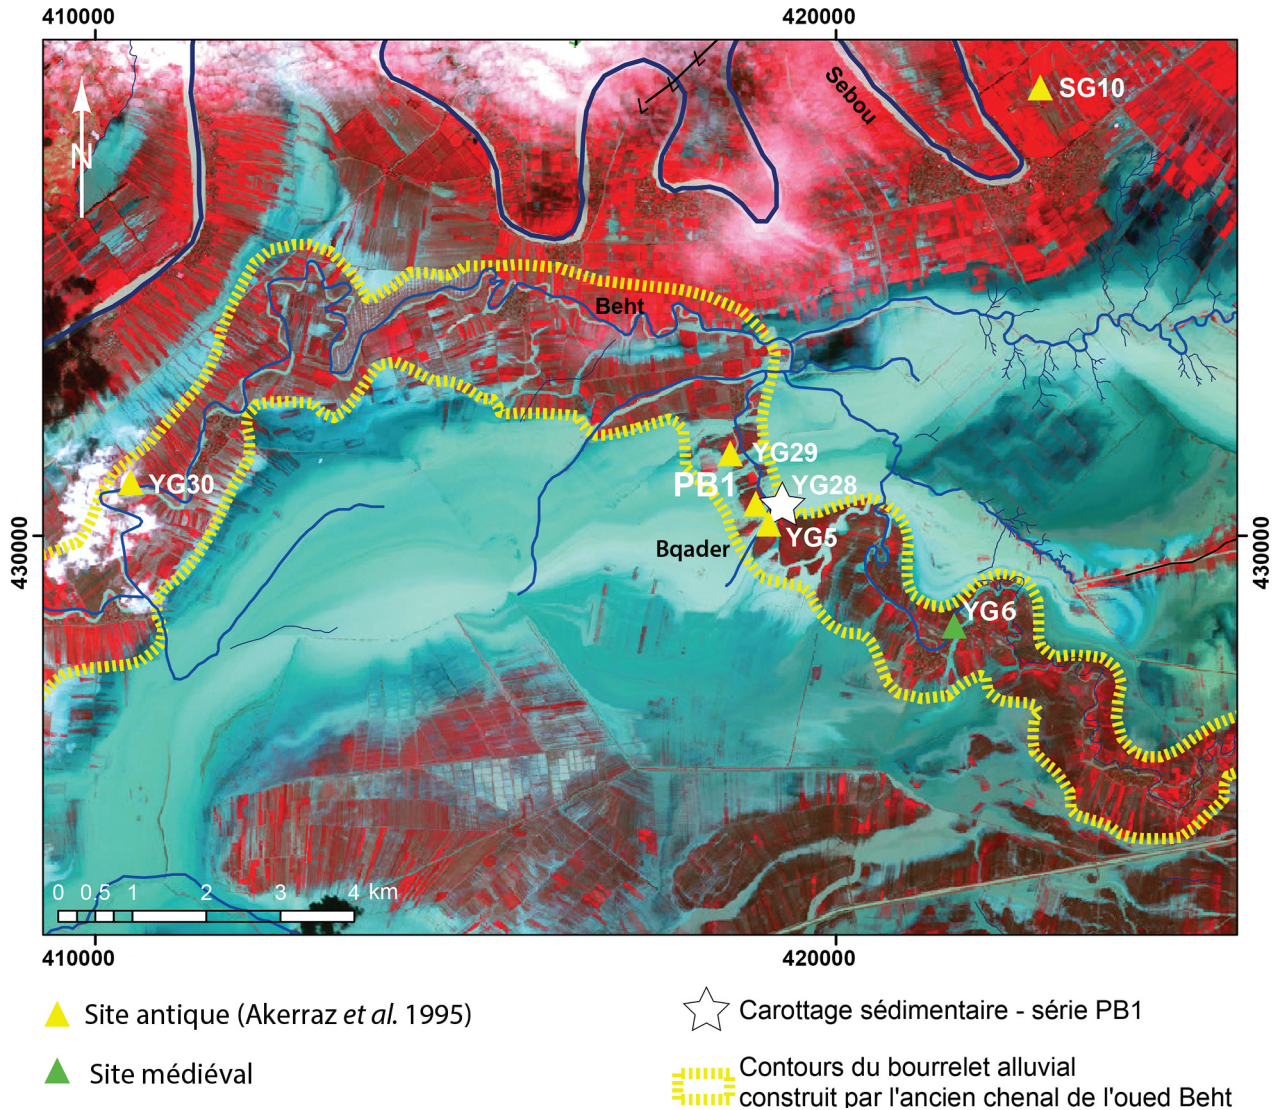 410000
420000
SG10
Sebou
N
Beht
YG29
YG30
PB1
YG28
430000
430000
YG5
Bqader
YG6
0 0.5 1 2 3 4 km
410000
420000
Site antique (Akerraz et al. 1995)
Carottage sédimentaire - série PB1
Site médiéval
Contours du bourrelet alluvial
construit par l'ancien chenal de l'oued Beht